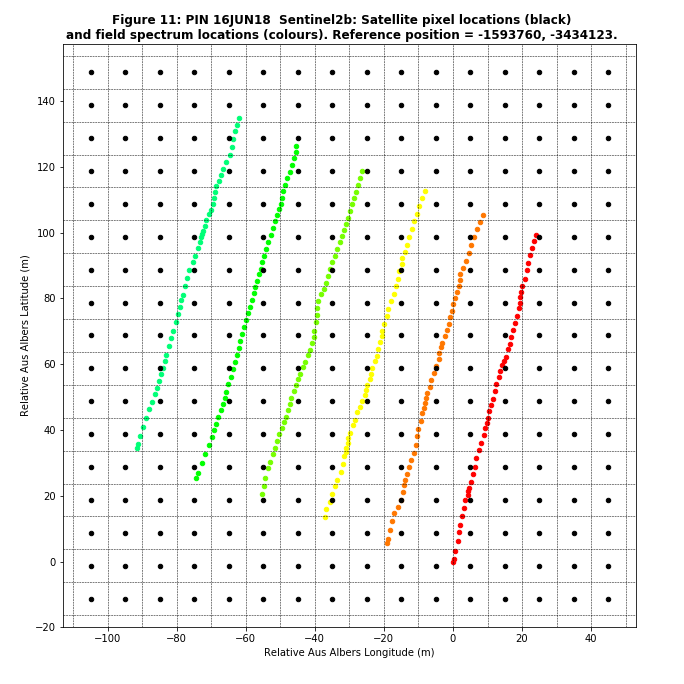 Figure 11: PIN 16JUN18  Sentinel2b: Satellite pixel locations (black)
and field spectrum locations (colours). Reference position = -1593760, -3434123.
140
120
100
80
60
40
20
0
−20
Relative Aus Albers Latitude (m)
−100 −80 −60 −40 −20 0 20 40
Relative Aus Albers Longitude (m)